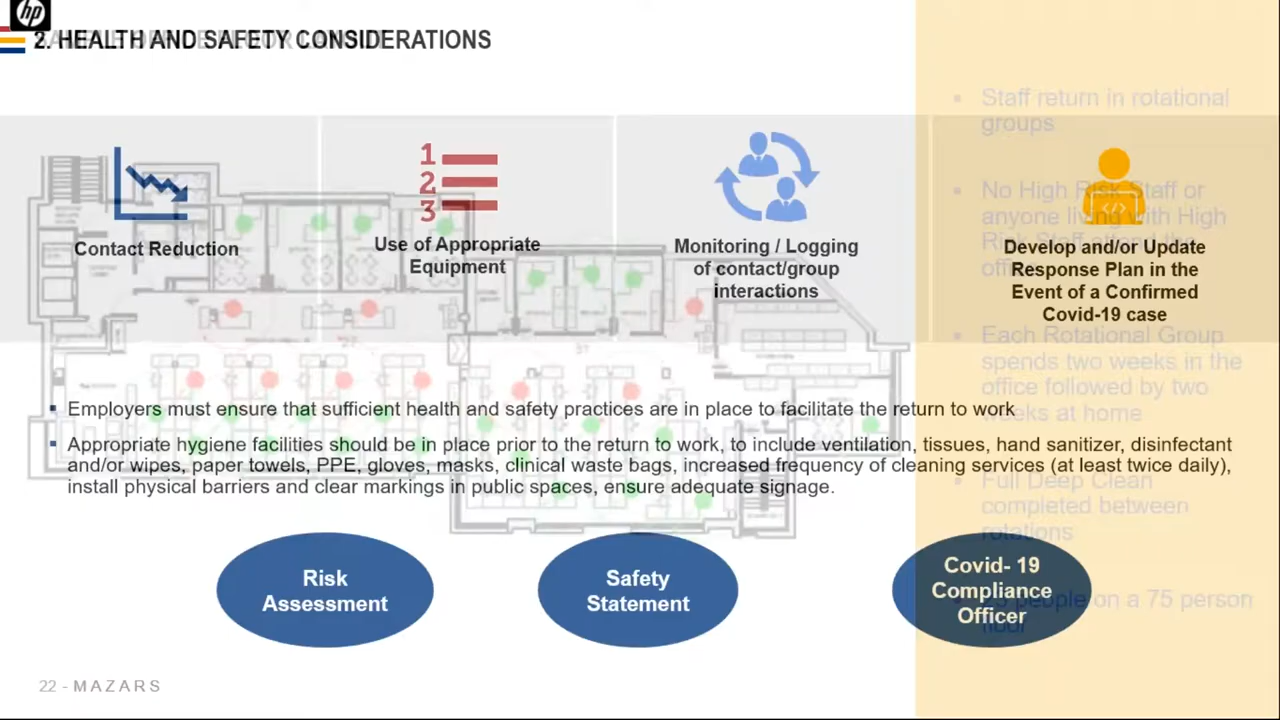 hp
2. HEALTH AND SAFETY CONSIDERATIONS
Contact Reduction
1
2
3
Use of Appropriate
Equipment
Monitoring / Logging
of contact/group
interactions
</>
Develop and/or Update
Response Plan in the
Event of a Confirmed
Covid-19 case
Staff return in rotational
groups
No High Risk Staff or
anyone living with High
Risk Staff
Each Rotational Group
spends two weeks in the
office followed by two
weeks at home
Full Deep Clean
completed between
rotations
people on a 75 person
floor
▪ Employers must ensure that sufficient health and safety practices are in place to facilitate the return to work
▪ Appropriate hygiene facilities should be in place prior to the return to work, to include ventilation, tissues, hand sanitizer, disinfectant
and/or wipes, paper towels, PPE, gloves, masks, clinical waste bags, increased frequency of cleaning services (at least twice daily),
install physical barriers and clear markings in public spaces, ensure adequate signage.
Risk
Assessment
Safety
Statement
Covid- 19
Compliance
Officer
22 - MAZARS